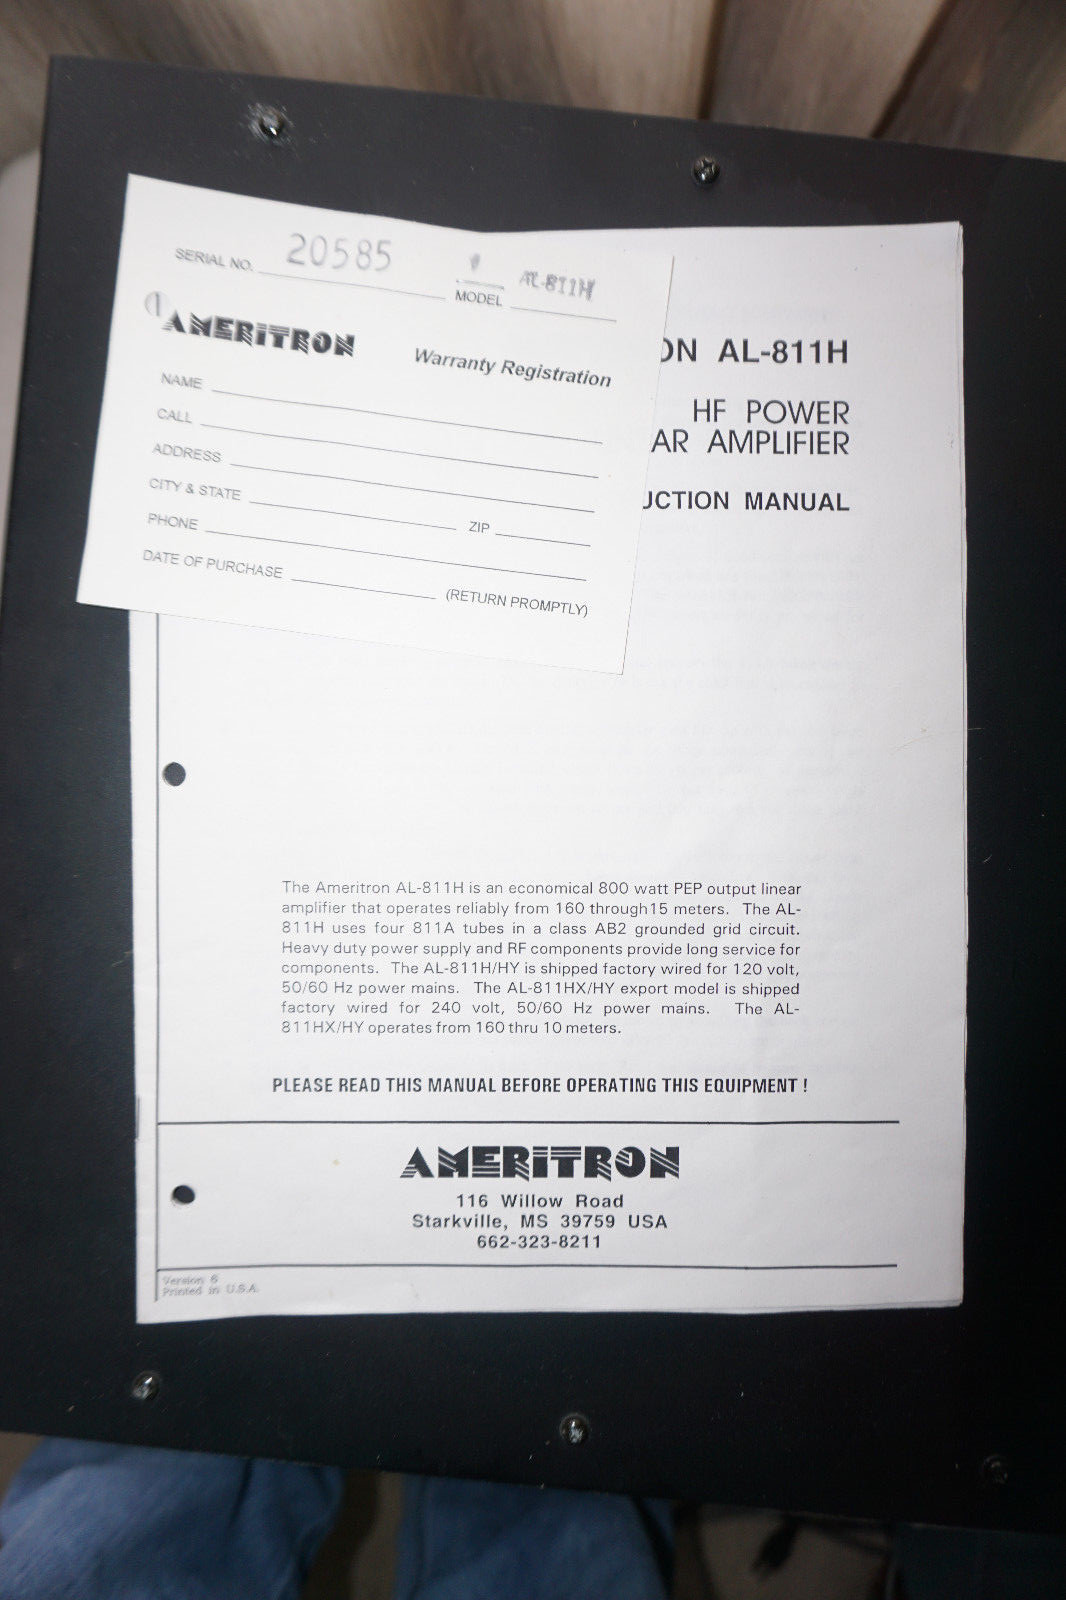 SERIAL NO. 20585
MODEL AL-811H
AMERITRON
Warranty Registration
NAME
CALL
ADDRESS
CITY & STATE ZIP
PHONE
DATE OF PURCHASE (RETURN PROMPTLY)
ON AL-811H
HF POWER
AR AMPLIFIER
UCTION MANUAL
The Ameritron AL-811H is an economical 800 watt PEP output linear
amplifier that operates reliably from 160 through15 meters. The AL-
811H uses four 811A tubes in a class AB2 grounded grid circuit.
Heavy duty power supply and RF components provide long service for
components. The AL-811H/HY is shipped factory wired for 120 volt,
50/60 Hz power mains. The AL-811HX/HY export model is shipped
factory wired for 240 volt, 50/60 Hz power mains. The AL-
811HX/HY operates from 160 thru 10 meters.
PLEASE READ THIS MANUAL BEFORE OPERATING THIS EQUIPMENT !
AMERITRON
116 Willow Road
Starkville, MS 39759 USA
662-323-8211
Version 6
Printed in U.S.A.